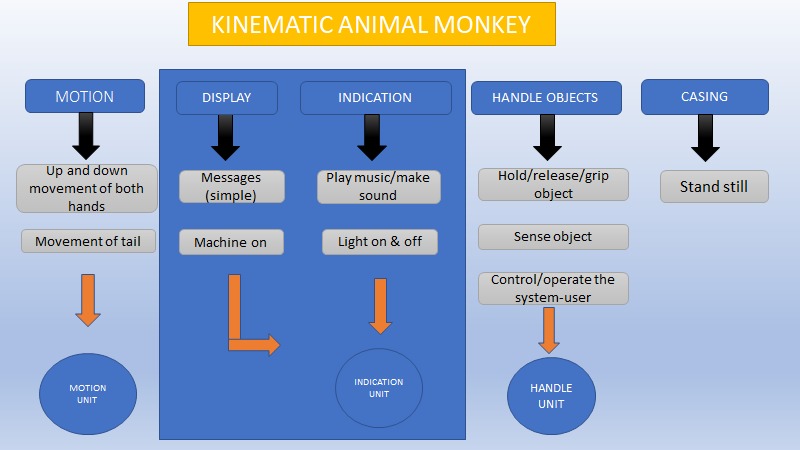 KINEMATIC ANIMAL MONKEY
MOTION
Up and down
movement of both
hands
Movement of tail
MOTION
UNIT
DISPLAY
Messages
(simple)
Machine on
INDICATION
Play music/make
sound
Light on & off
INDICATION
UNIT
HANDLE OBJECTS
Hold/release/grip
object
Sense object
Control/operate the
system-user
HANDLE
UNIT
CASING
Stand still